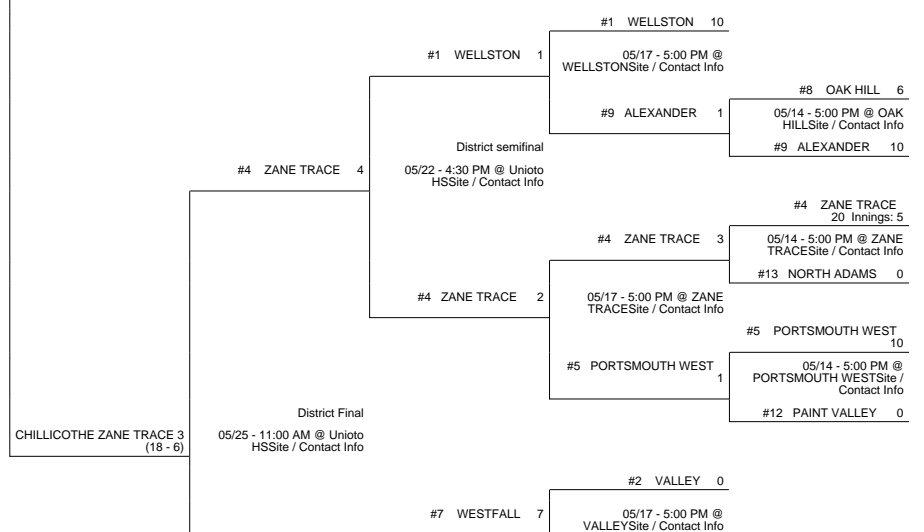 #1 WELLSTON 10
#1 WELLSTON 1
05/17 - 5:00 PM @
WELLSTONSite / Contact Info
#8 OAK HILL 6
#9 ALEXANDER 1
05/14 - 5:00 PM @ OAK
HILLSite / Contact Info
#9 ALEXANDER 10
District semifinal
#4 ZANE TRACE 4
05/22 - 4:30 PM @ Unioto
HSSite / Contact Info
#4 ZANE TRACE
20 Innings: 5
#4 ZANE TRACE 3
05/14 - 5:00 PM @ ZANE
TRACESite / Contact Info
#13 NORTH ADAMS 0
#4 ZANE TRACE 2
05/17 - 5:00 PM @ ZANE
TRACESite / Contact Info
#5 PORTSMOUTH WEST
10
#5 PORTSMOUTH WEST
1
05/14 - 5:00 PM @
PORTSMOUTH WESTSite /
Contact Info
#12 PAINT VALLEY 0
District Final
CHILLICOTHE ZANE TRACE 3
(18 - 6)
05/25 - 11:00 AM @ Unioto
HSSite / Contact Info
#2 VALLEY 0
#7 WESTFALL 7
05/17 - 5:00 PM @
VALLEYSite / Contact Info